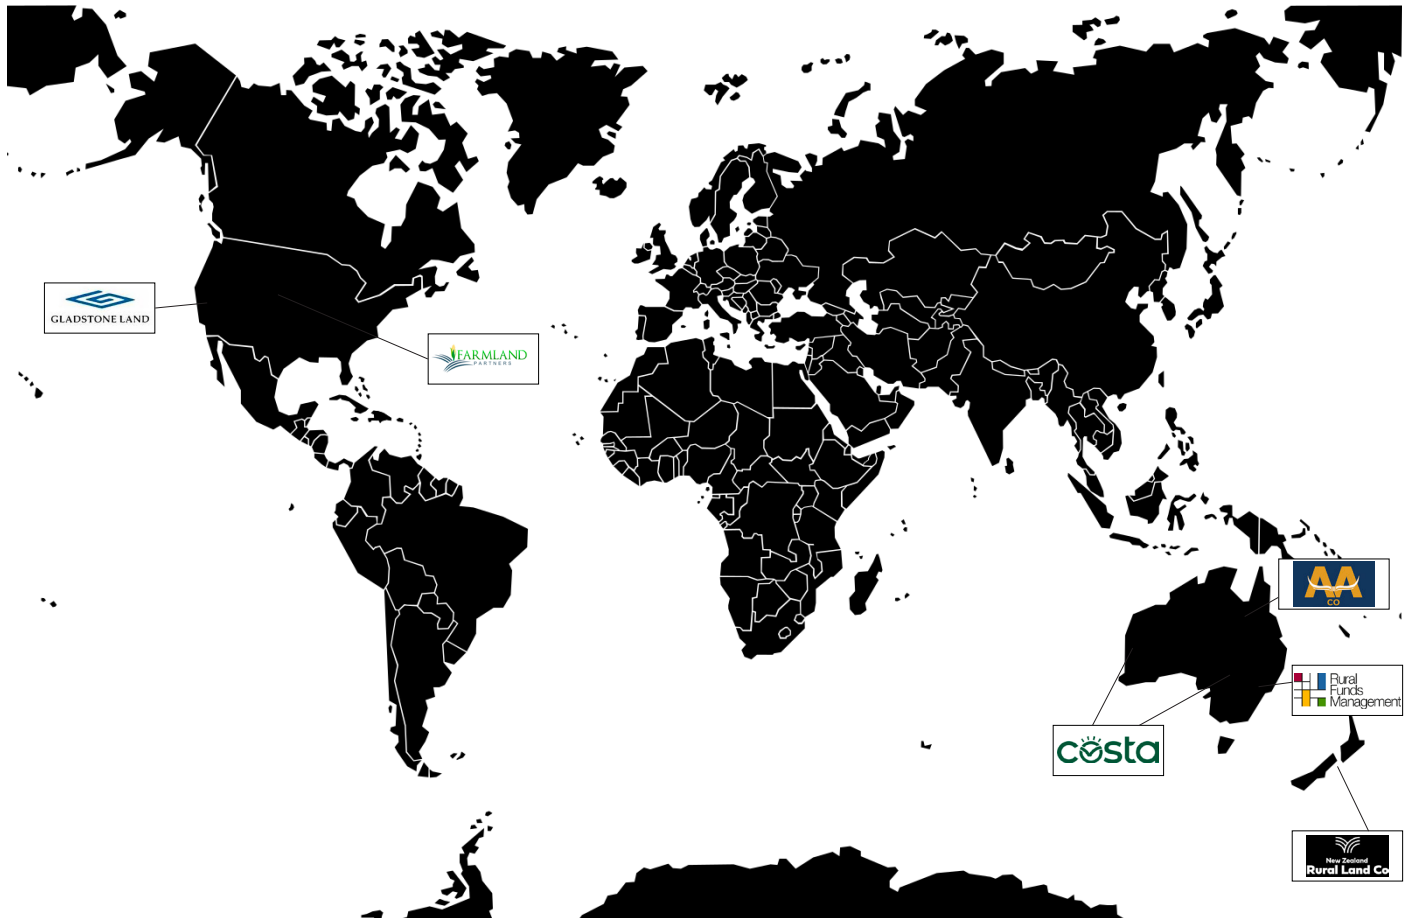 GLADSTONE LAND
FARMLAND
PARTNERS
AA
CO
Rural
Funds
Management
costa
New Zealand
Rural Land Co